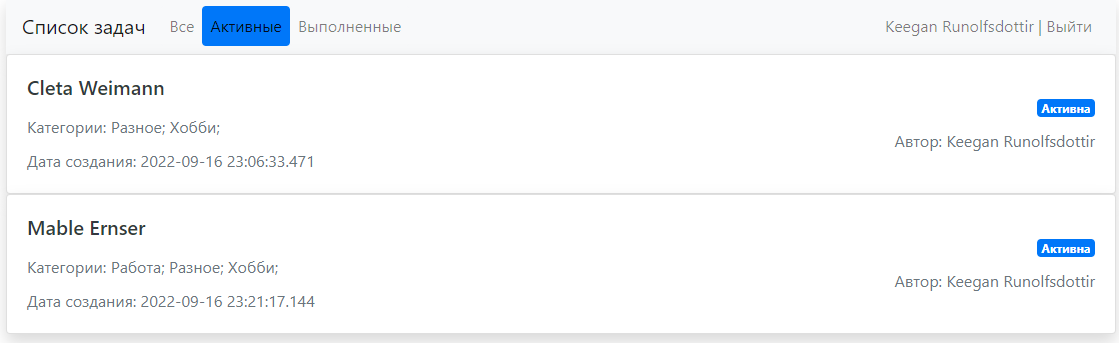 Список задач Все Активные Выполненные Keegan Runolfsdottir | Выйти
Cleta Weimann
Активна
Категории: Разное; Хобби;
Автор: Keegan Runolfsdottir
Дата создания: 2022-09-16 23:06:33.471
Mable Ernser
Активна
Категории: Работа; Разное; Хобби;
Автор: Keegan Runolfsdottir
Дата создания: 2022-09-16 23:21:17.144